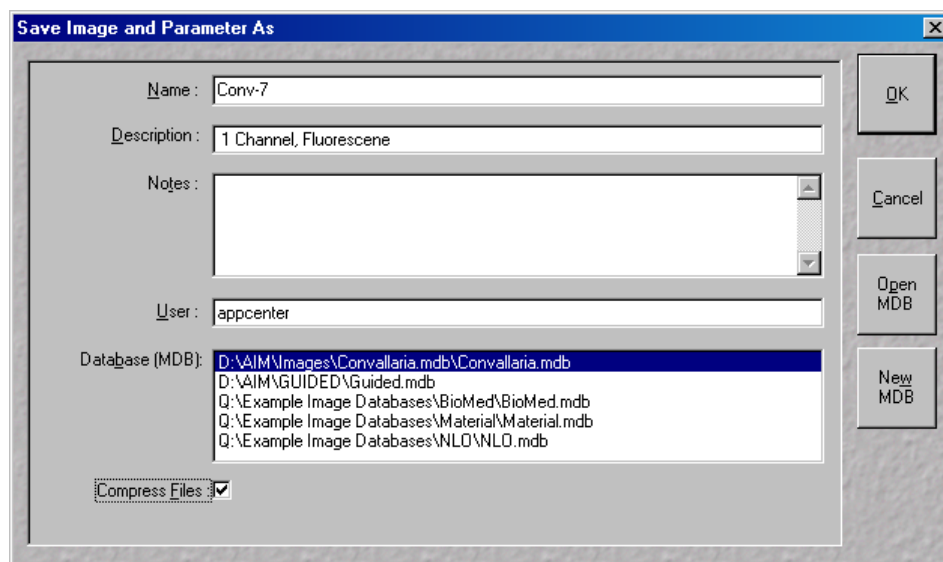 Save Image and Parameter As
Name : Conv-7
OK
Description : 1 Channel, Fluorescene
Notes :
Cancel
Open
MDB
User : appcenter
Database (MDB): D:\AIM\Images\Convallaria.mdb\Convallaria.mdb
D:\AIM\GUIDED\Guided.mdb
Q:\Example Image Databases\BioMed\BioMed.mdb
Q:\Example Image Databases\Material\Material.mdb
Q:\Example Image Databases\NLO\NLO.mdb
New
MDB
Compress Files :